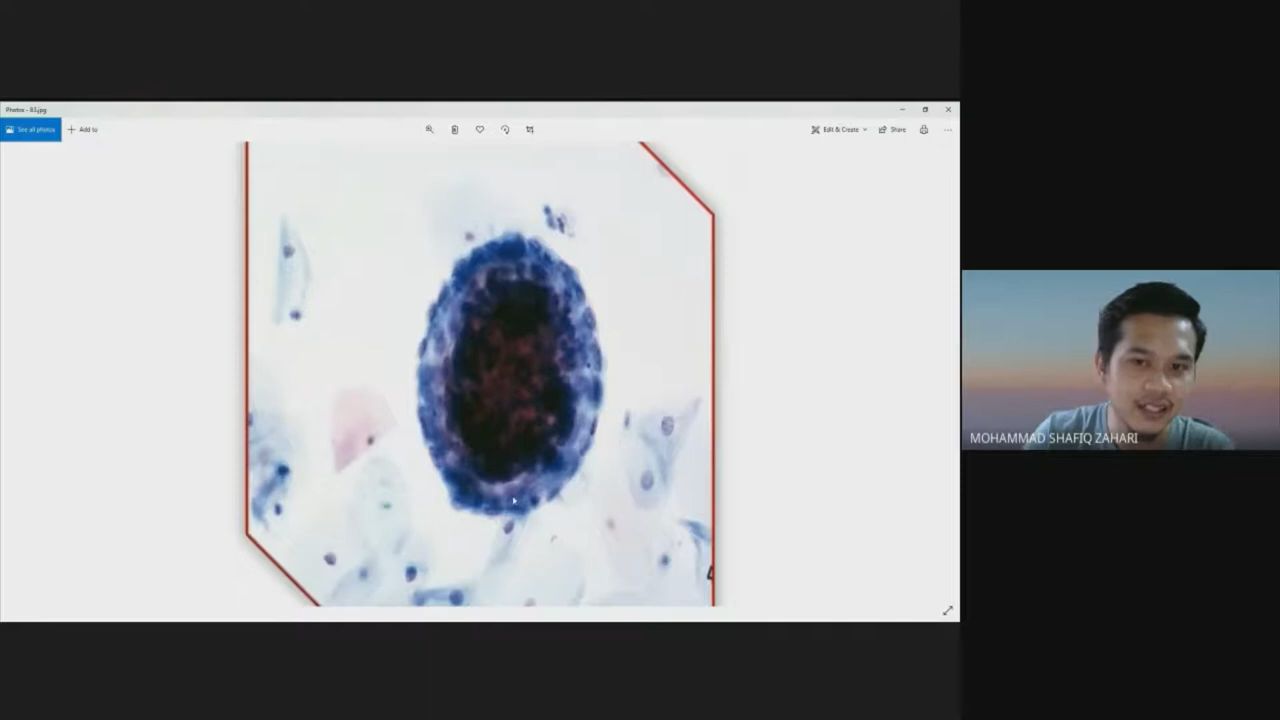 Photos - 83.jpg
See all photos
Add to
Edit & Create
Share
MOHAMMAD SHAFIQ ZAHARI